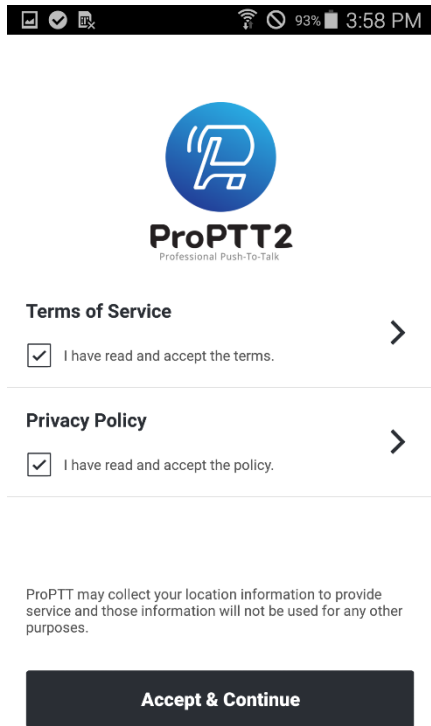 93% 3:58 PM
ProPTT2
Professional Push-To-Talk
Terms of Service
I have read and accept the terms.
Privacy Policy
I have read and accept the policy.
ProPTT may collect your location information to provide
service and those information will not be used for any other
purposes.
Accept & Continue